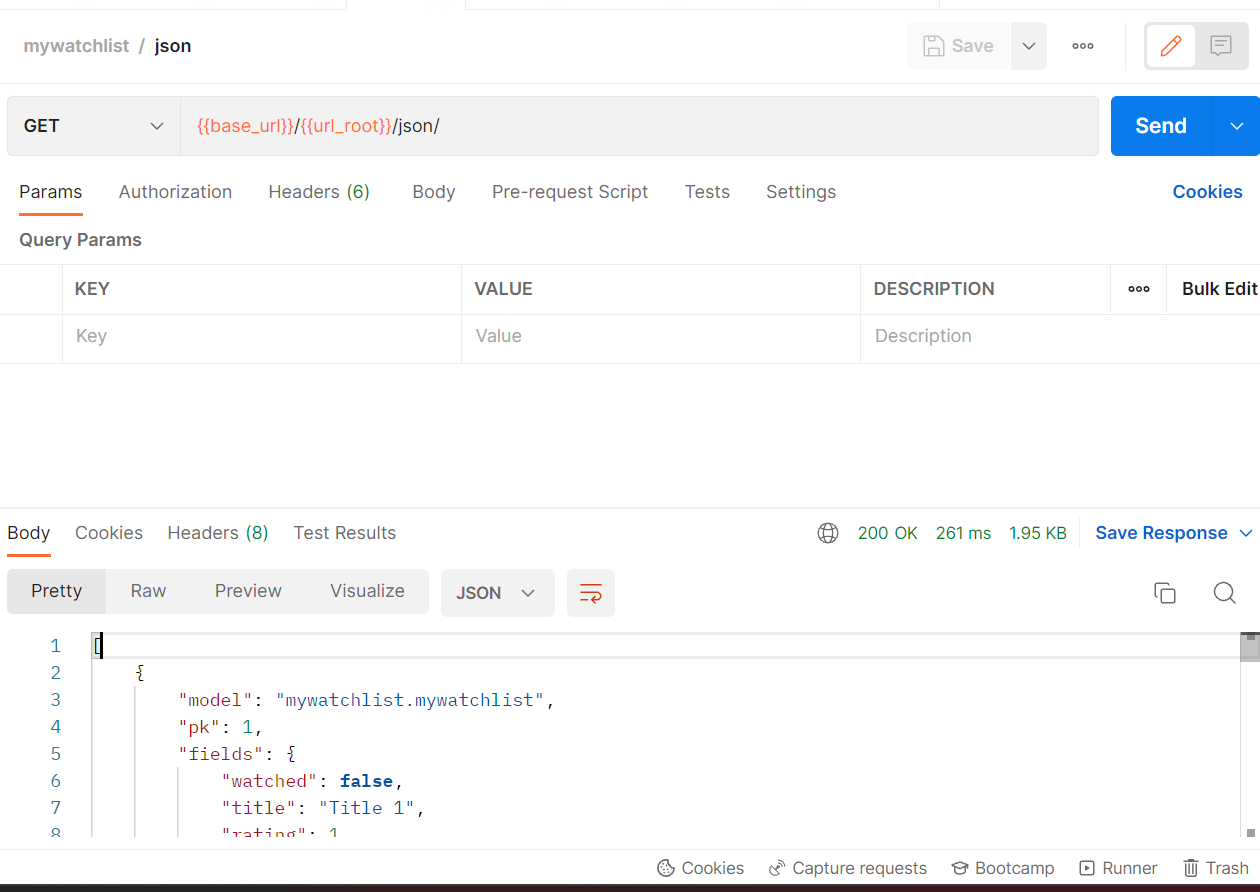 mywatchlist / json
Save
GET
{{base_url}}/{{url_root}}/json/
Send
Params Authorization Headers (6) Body Pre-request Script Tests Settings Cookies
Query Params
KEY VALUE DESCRIPTION Bulk Edit
Key Value Description
Body Cookies Headers (8) Test Results 200 OK 261 ms 1.95 KB Save Response
Pretty Raw Preview Visualize JSON
1 [
2 {
3 "model": "mywatchlist.mywatchlist",
4 "pk": 1,
5 "fields": {
6 "watched": false,
7 "title": "Title 1",
8 "rating": 1
Cookies Capture requests Bootcamp Runner Trash